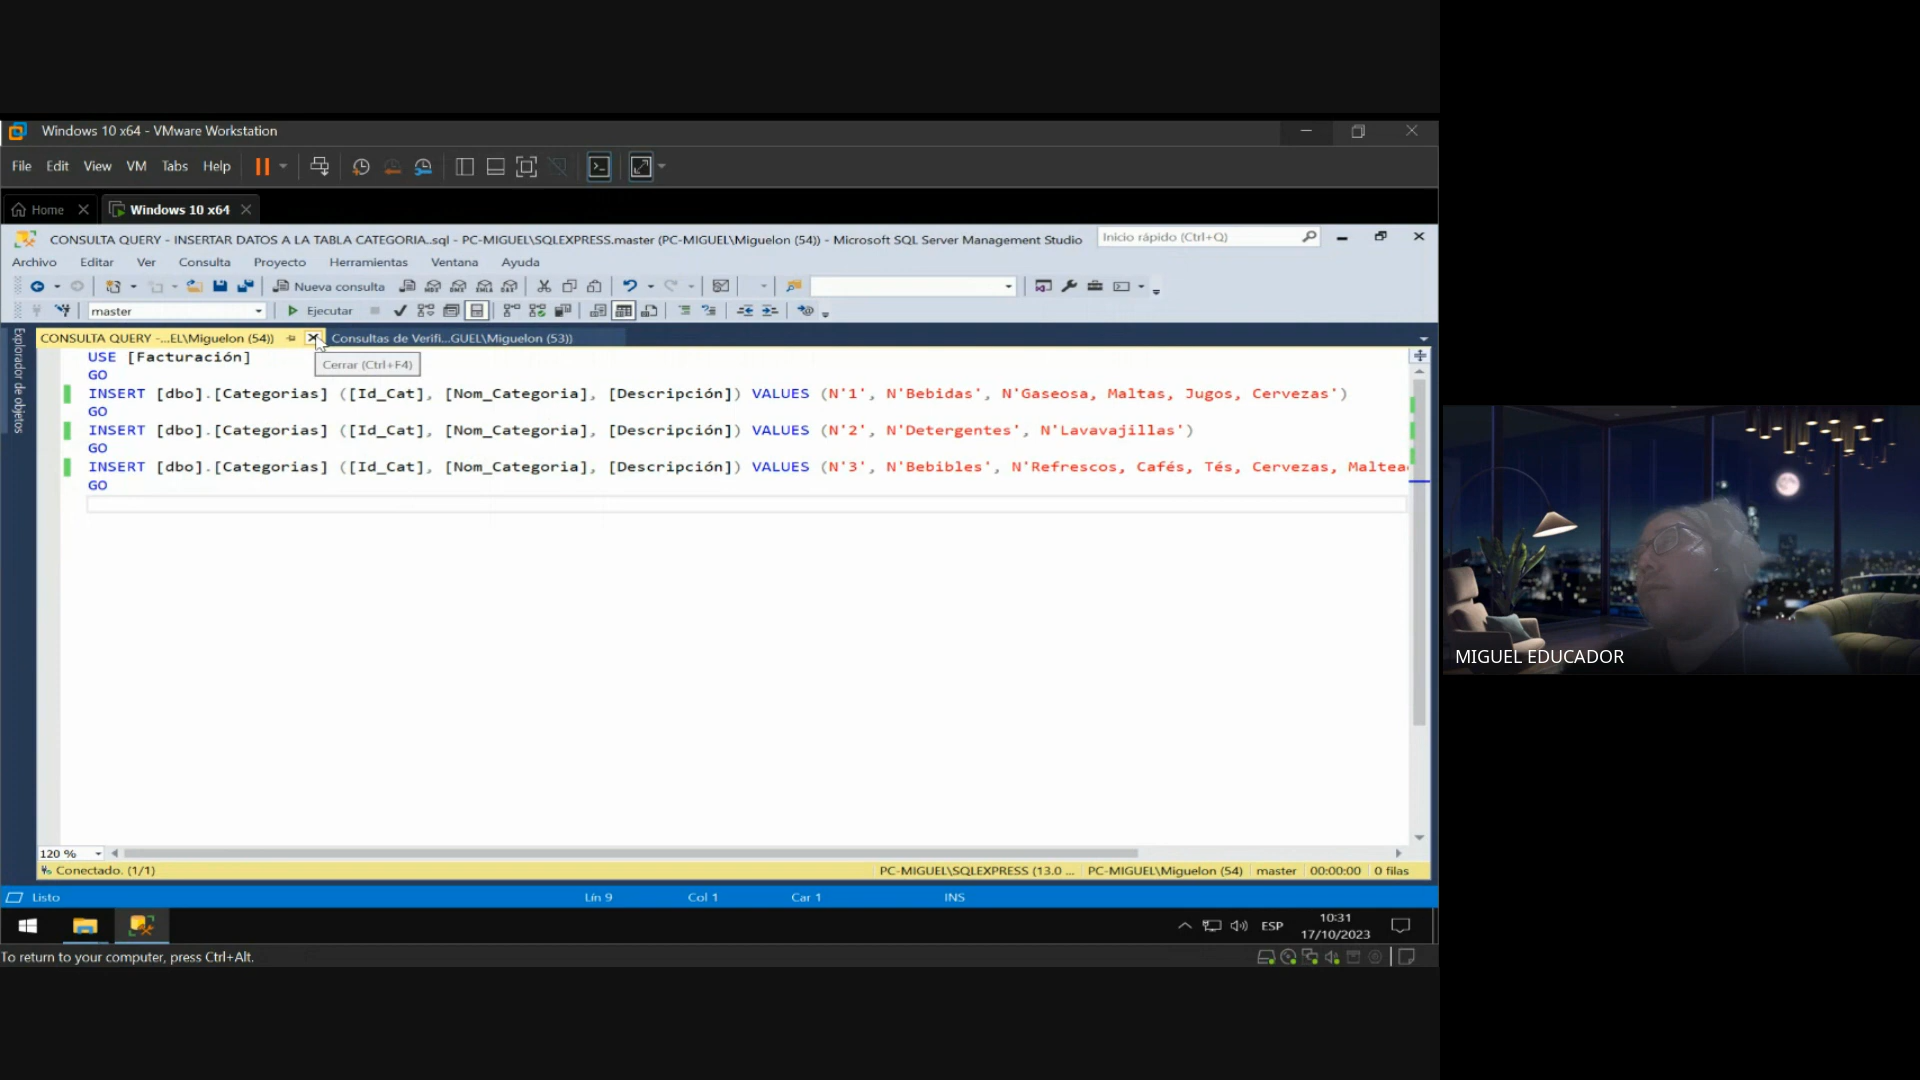 Windows 10 x64 - VMware Workstation
File Edit View VM Tabs Help
Home Windows 10 x64
CONSULTA QUERY - INSERTAR DATOS A LA TABLA CATEGORIA..sql - PC-MIGUEL\SQLEXPRESS.master (PC-MIGUEL\Miguelon (54)) - Microsoft SQL Server Management Studio
Inicio rápido (Ctrl+Q)
Archivo Editar Ver Consulta Proyecto Herramientas Ventana Ayuda
Nueva consulta
master Ejecutar
CONSULTA QUERY -...EL\Miguelon (54)) Consultas de Verifi...GUEL\Miguelon (53))
Explorador de objetos
Cerrar (Ctrl+F4)
USE [Facturación]
GO
INSERT [dbo].[Categorias] ([Id_Cat], [Nom_Categoria], [Descripción]) VALUES (N'1', N'Bebidas', N'Gaseosa, Maltas, Jugos, Cervezas')
GO
INSERT [dbo].[Categorias] ([Id_Cat], [Nom_Categoria], [Descripción]) VALUES (N'2', N'Detergentes', N'Lavavajillas')
GO
INSERT [dbo].[Categorias] ([Id_Cat], [Nom_Categoria], [Descripción]) VALUES (N'3', N'Bebibles', N'Refrescos, Cafés, Tés, Cervezas, Maltea
GO
120 %
Conectado. (1/1) PC-MIGUEL\SQLEXPRESS (13.0 ... PC-MIGUEL\Miguelon (54) master 00:00:00 0 filas
Listo Lín 9 Col 1 Car 1 INS
ESP 10:31
17/10/2023
To return to your computer, press Ctrl+Alt.
MIGUEL EDUCADOR